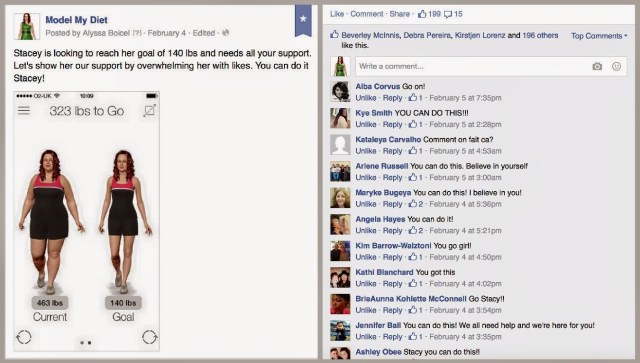 Model My Diet
Posted by Alyssa Boicel [?] · February 4 · Edited ·
Stacey is looking to reach her goal of 140 lbs and needs all your support.
Let's show her our support by overwhelming her with likes. You can do it
Stacey!
O2-UK 10:09
323 lbs to Go
463 lbs 140 lbs
Current Goal
Like · Comment · Share · 199 15
Beverley McInnis, Debra Pereins, Kirstjen Lorenz and 196 others Top Comments
like this.
Write a comment...
Alba Corvus Go on!
Unlike · Reply · 1 · February 5 at 7:35pm
Kye Smith YOU CAN DO THIS!!!
Unlike · Reply · 1 · February 5 at 2:28pm
Kataleya Carvalho Comment on fait ca?
Unlike · Reply · 1 · February 5 at 4:53am
Arlene Russell You can do this. Believe in yourself
Unlike · Reply · 1 · February 5 at 3:00am
Maryke Bugeya You can do this! I believe in you!
Unlike · Reply · 2 · February 4 at 5:36pm
Angela Hayes You can do it!
Unlike · Reply · 2 · February 4 at 5:21pm
Kim Barrow-Walztoni You go girl!
Unlike · Reply · 1 · February 4 at 4:50pm
Kathi Blanchard You got this
Unlike · Reply · 1 · February 4 at 4:02pm
BrieAunna Kohlette McConnell Go Stacy!!
Unlike · Reply · 1 · February 4 at 3:54pm
Jennifer Ball You can do this! We all need help and we're here for you!
Unlike · Reply · 1 · February 4 at 3:35pm
Ashley Obee Stacy you can do this!!